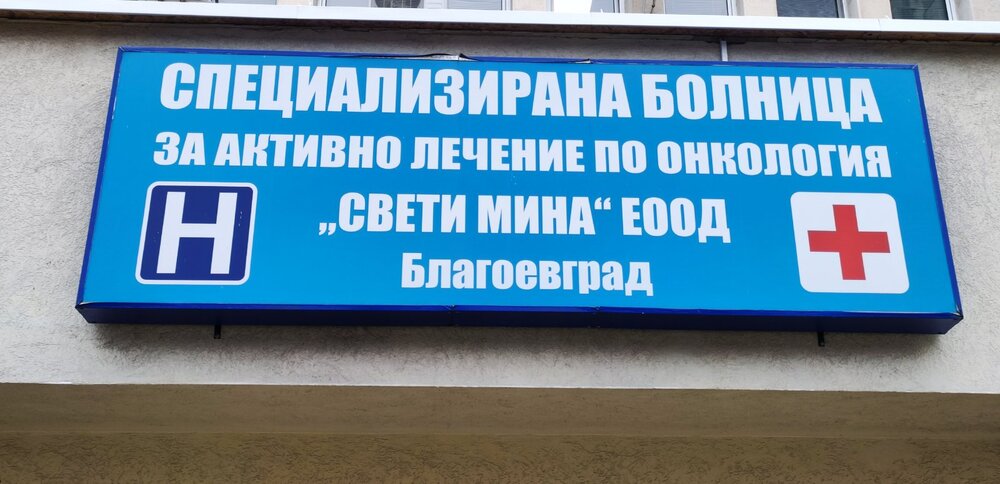 СПЕЦИАЛИЗИРАНА БОЛНИЦА
ЗА АКТИВНО ЛЕЧЕНИЕ ПО ОНКОЛОГИЯ
„СВЕТИ МИНА“ ЕООД
Благоевград
H